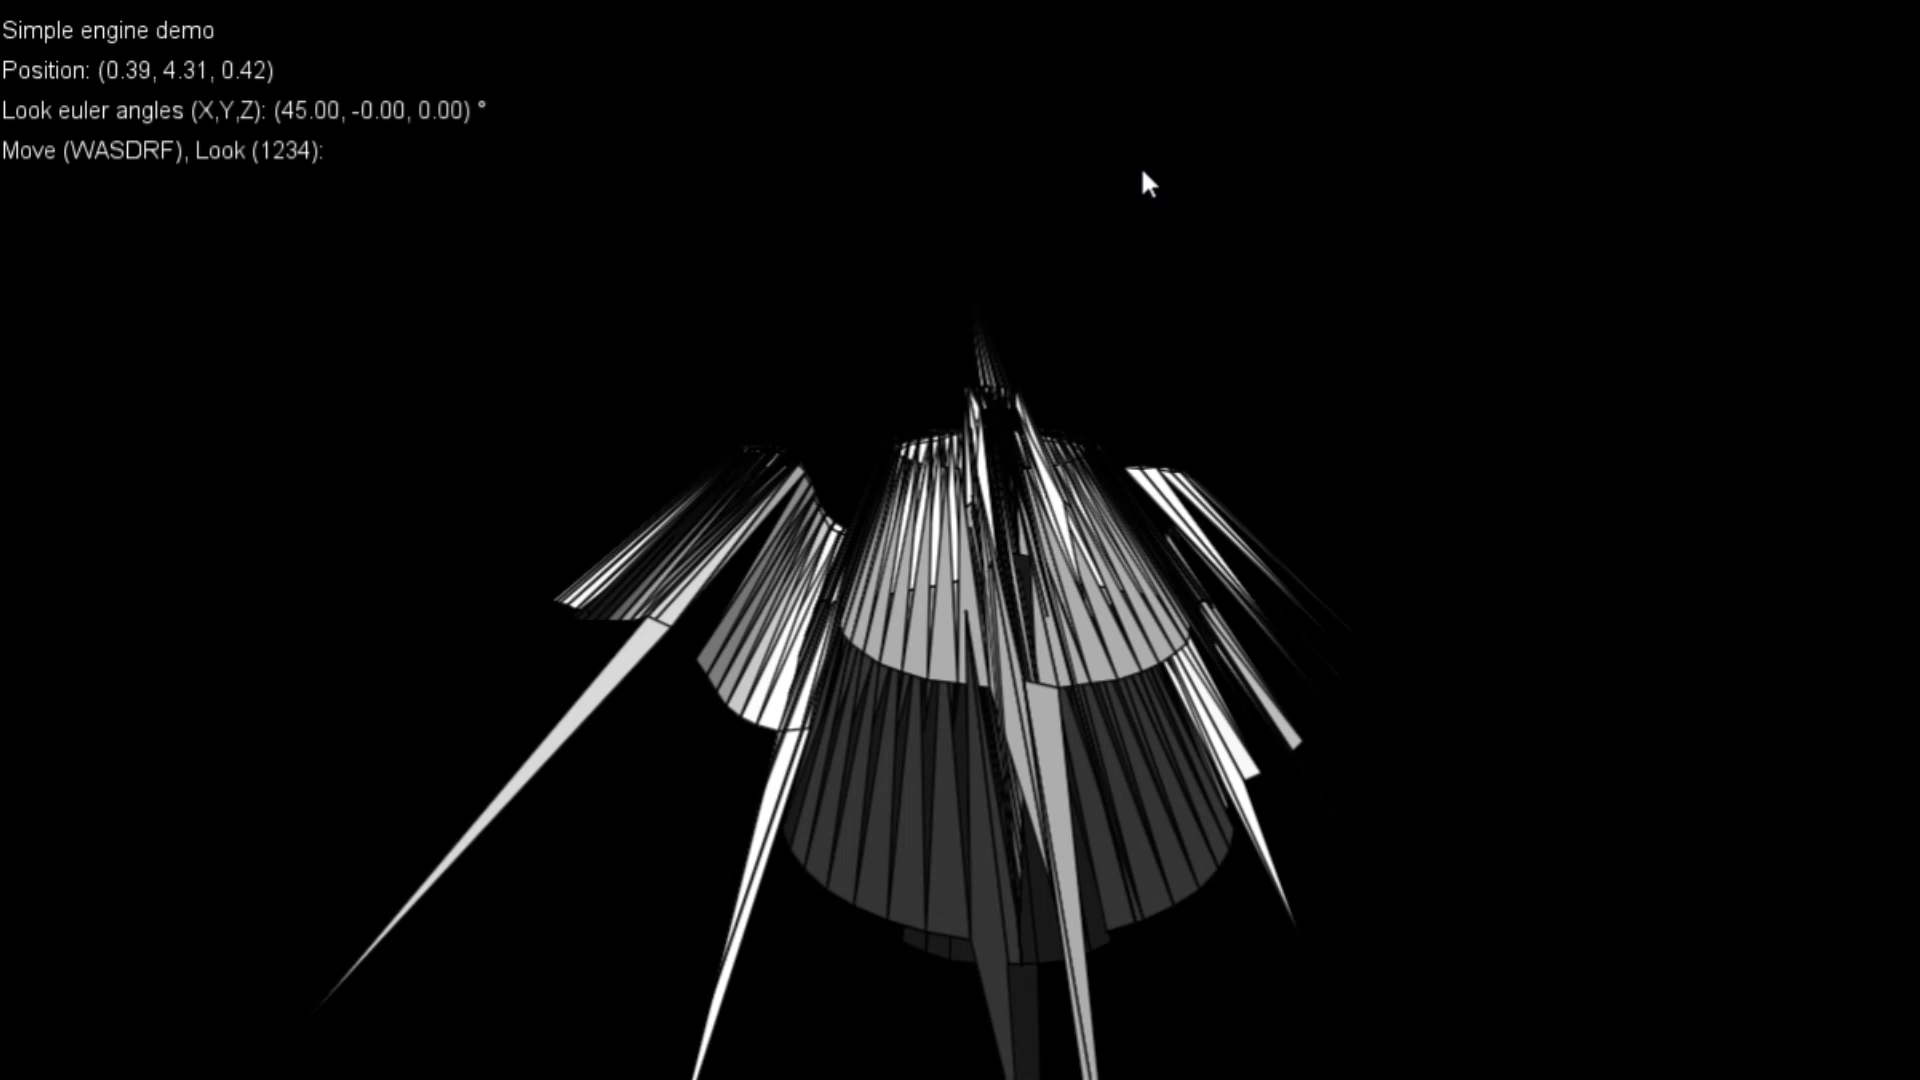 Simple engine demo
Position: (0.39, 4.31, 0.42)
Look euler angles (X,Y,Z): (45.00, -0.00, 0.00) °
Move (WASDRF), Look (1234):